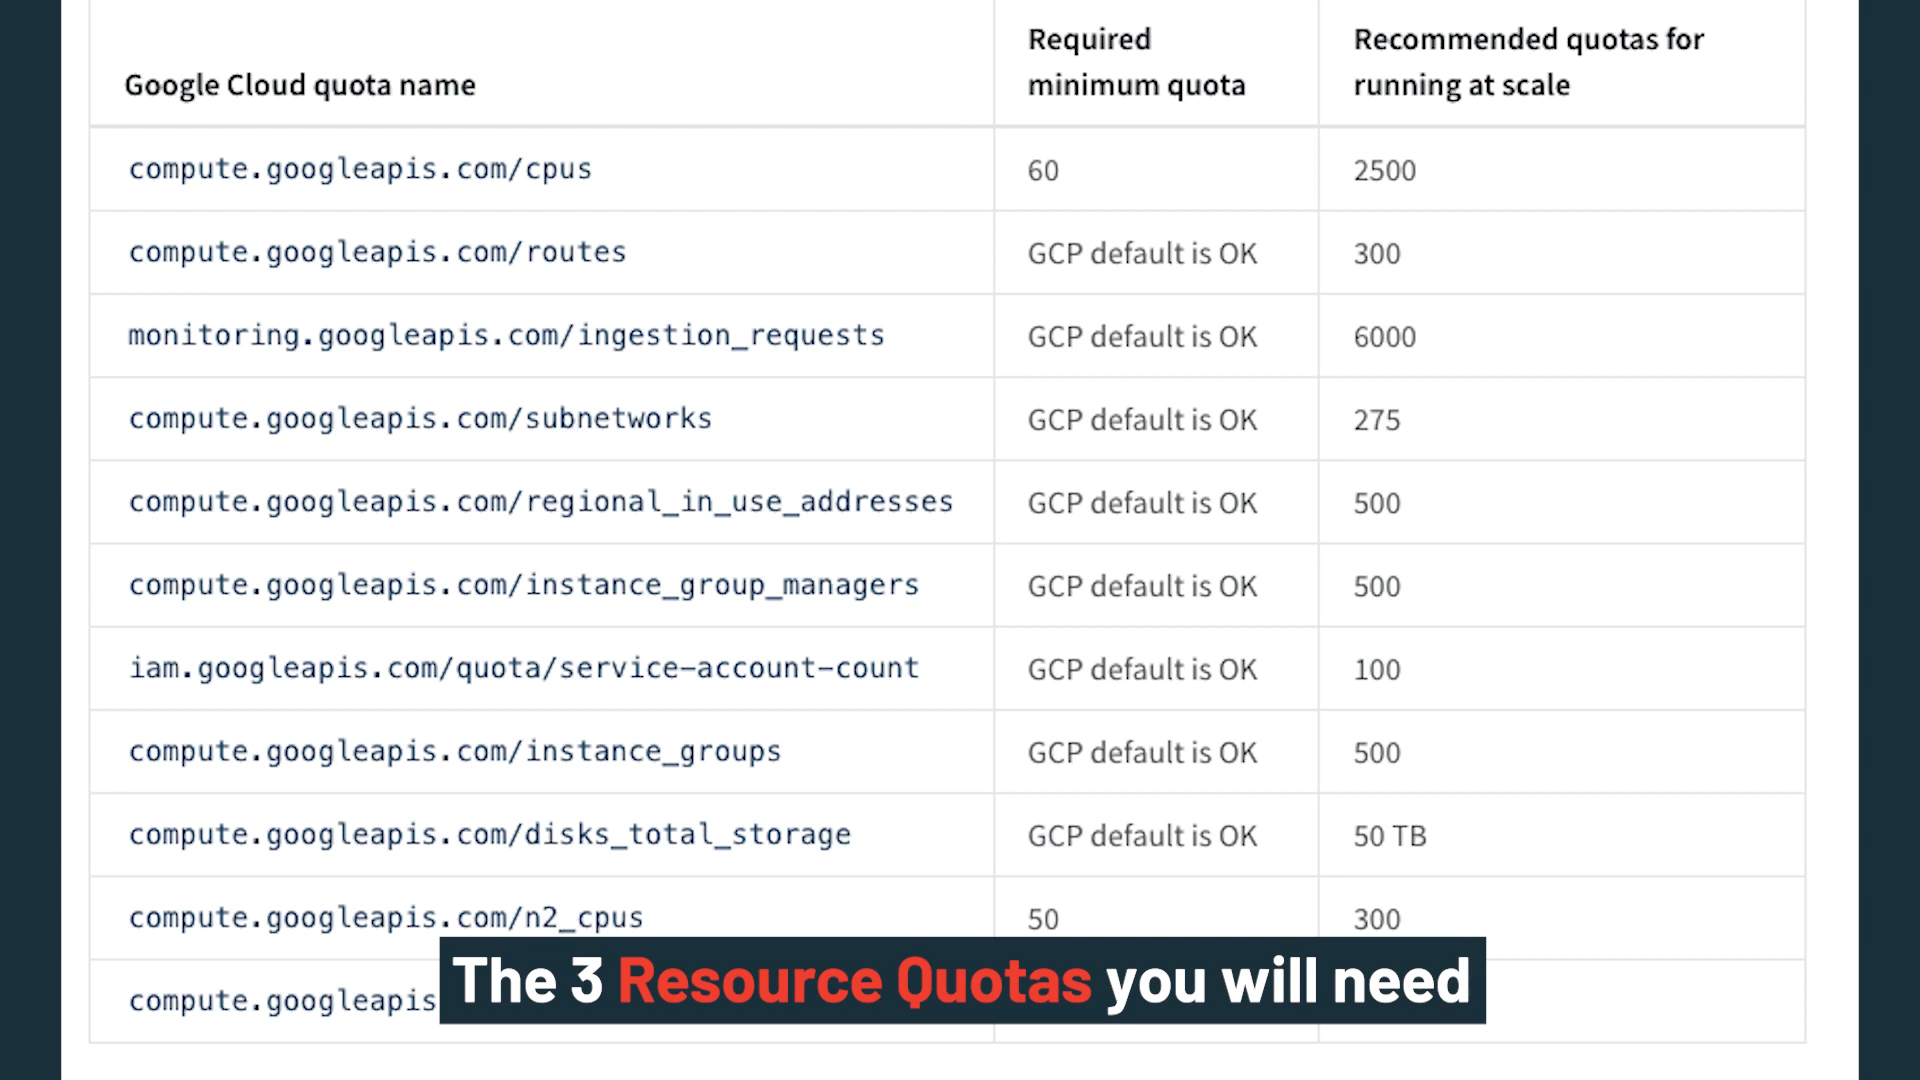 Google Cloud quota name | Required minimum quota | Recommended quotas for running at scale
compute.googleapis.com/cpus | 60 | 2500
compute.googleapis.com/routes | GCP default is OK | 300
monitoring.googleapis.com/ingestion_requests | GCP default is OK | 6000
compute.googleapis.com/subnetworks | GCP default is OK | 275
compute.googleapis.com/regional_in_use_addresses | GCP default is OK | 500
compute.googleapis.com/instance_group_managers | GCP default is OK | 500
iam.googleapis.com/quota/service-account-count | GCP default is OK | 100
compute.googleapis.com/instance_groups | GCP default is OK | 500
compute.googleapis.com/disks_total_storage | GCP default is OK | 50 TB
compute.googleapis.com/n2_cpus | 50 | 300
compute.googleapis
The 3 Resource Quotas you will need